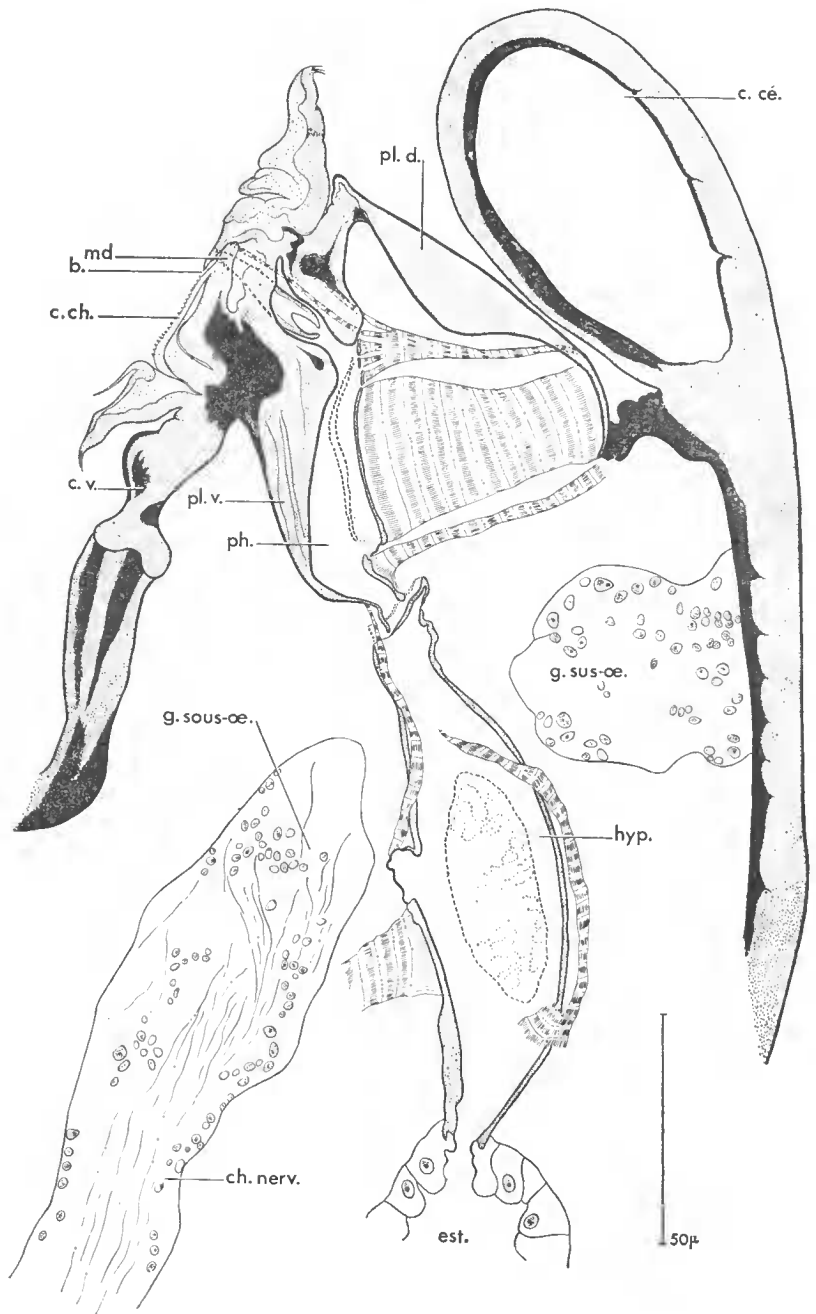 c. cé.
pl. d.
md
b.
c. ch.
c. v.
pl. v.
ph.
g. sus-œ.
g. sous-œ.
hyp.
ch. nerv.
est.
50µ